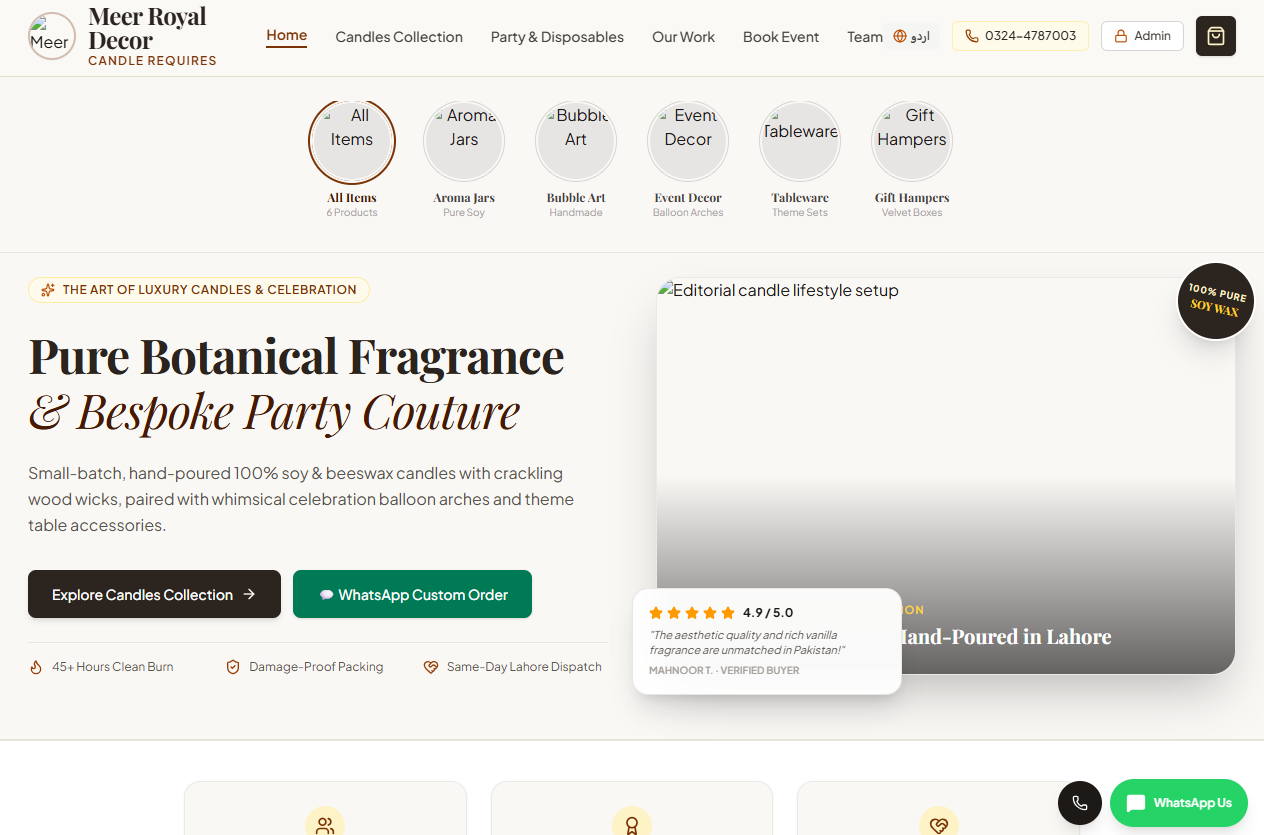 Meer
Meer Royal
Decor
CANDLE REQUIRES
Home
Candles Collection
Party & Disposables
Our Work
Book Event
Team
اردو
0324-4787003
Admin
All
Items
All Items
6 Products
Aroma
Jars
Aroma Jars
Pure Soy
Bubble
Art
Bubble Art
Handmade
Event
Decor
Event Decor
Balloon Arches
Tableware
Tableware
Theme Sets
Gift
Hampers
Gift Hampers
Velvet Boxes
THE ART OF LUXURY CANDLES & CELEBRATION
Pure Botanical Fragrance
& Bespoke Party Couture
Small-batch, hand-poured 100% soy & beeswax candles with crackling
wood wicks, paired with whimsical celebration balloon arches and theme
table accessories.
Explore Candles Collection
WhatsApp Custom Order
45+ Hours Clean Burn
Damage-Proof Packing
Same-Day Lahore Dispatch
Editorial candle lifestyle setup
100% PURE
SOY WAX
ION
Hand-Poured in Lahore
4.9 / 5.0
"The aesthetic quality and rich vanilla
fragrance are unmatched in Pakistan!"
MAHNOOR T. · VERIFIED BUYER
WhatsApp Us